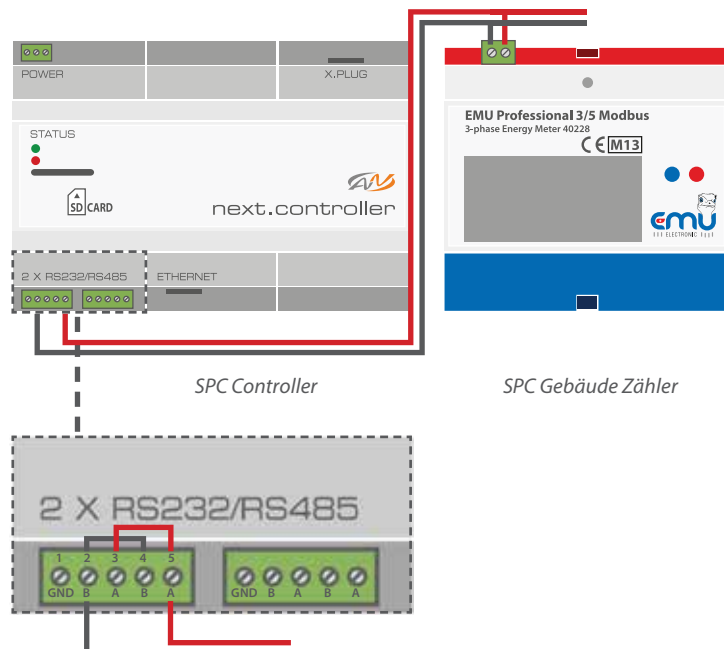 POWER
X.PLUG
STATUS
SD CARD
next.controller
2 X RS232/RS485
ETHERNET
EMU Professional 3/5 Modbus
3-phase Energy Meter 40228
CE M13
emu
ELECTRONIC
SPC Controller
SPC Gebäude Zähler
2 X RS232/RS485
1 2 3 4 5
GND B A B A
GND B A B A